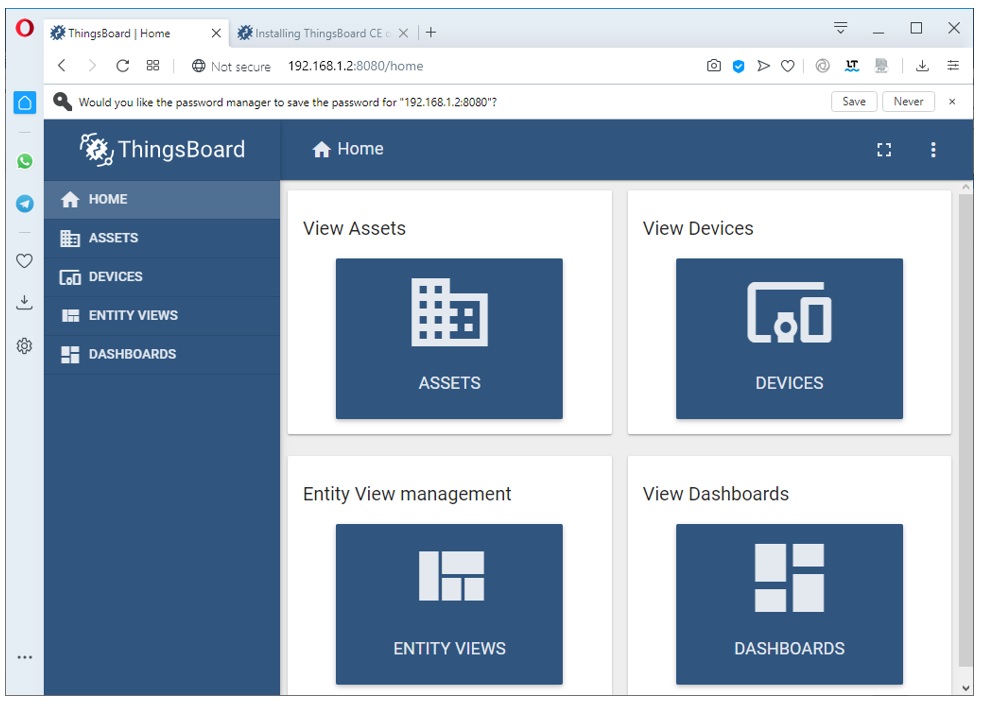 ThingsBoard | Home
Installing ThingsBoard CE
Not secure 192.168.1.2:8080/home
LT
Would you like the password manager to save the password for "192.168.1.2:8080"?
Save
Never
ThingsBoard
Home
HOME
ASSETS
DEVICES
ENTITY VIEWS
DASHBOARDS
View Assets
ASSETS
View Devices
DEVICES
Entity View management
ENTITY VIEWS
View Dashboards
DASHBOARDS